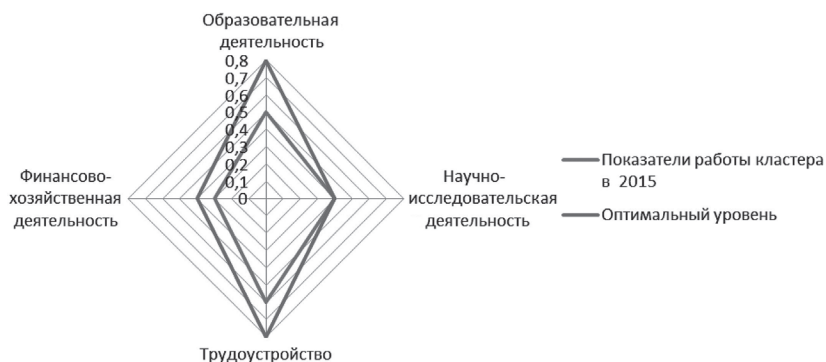 Образовательная
деятельность
0,8
0,7
0,6
0,5
0,4
0,3
0,2
0,1
0
Финансово-
хозяйственная
деятельность
Научно-
исследовательская
деятельность
Трудоустройство
Показатели работы кластера
в 2015
Оптимальный уровень